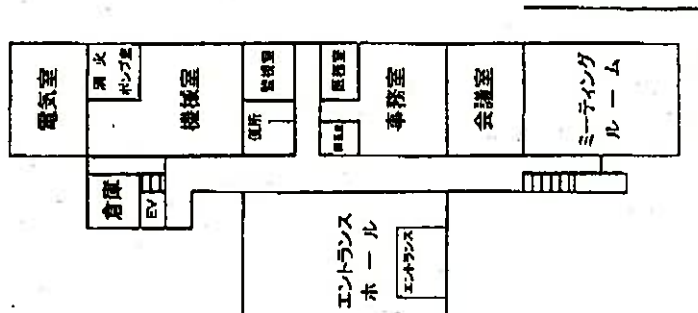 電気室
消火
ポンプ室
機械室
監視室
便所
医務室
事務室
会議室
ミーティング
ルーム
倉庫
EV
エントランス
ホール
エントランス